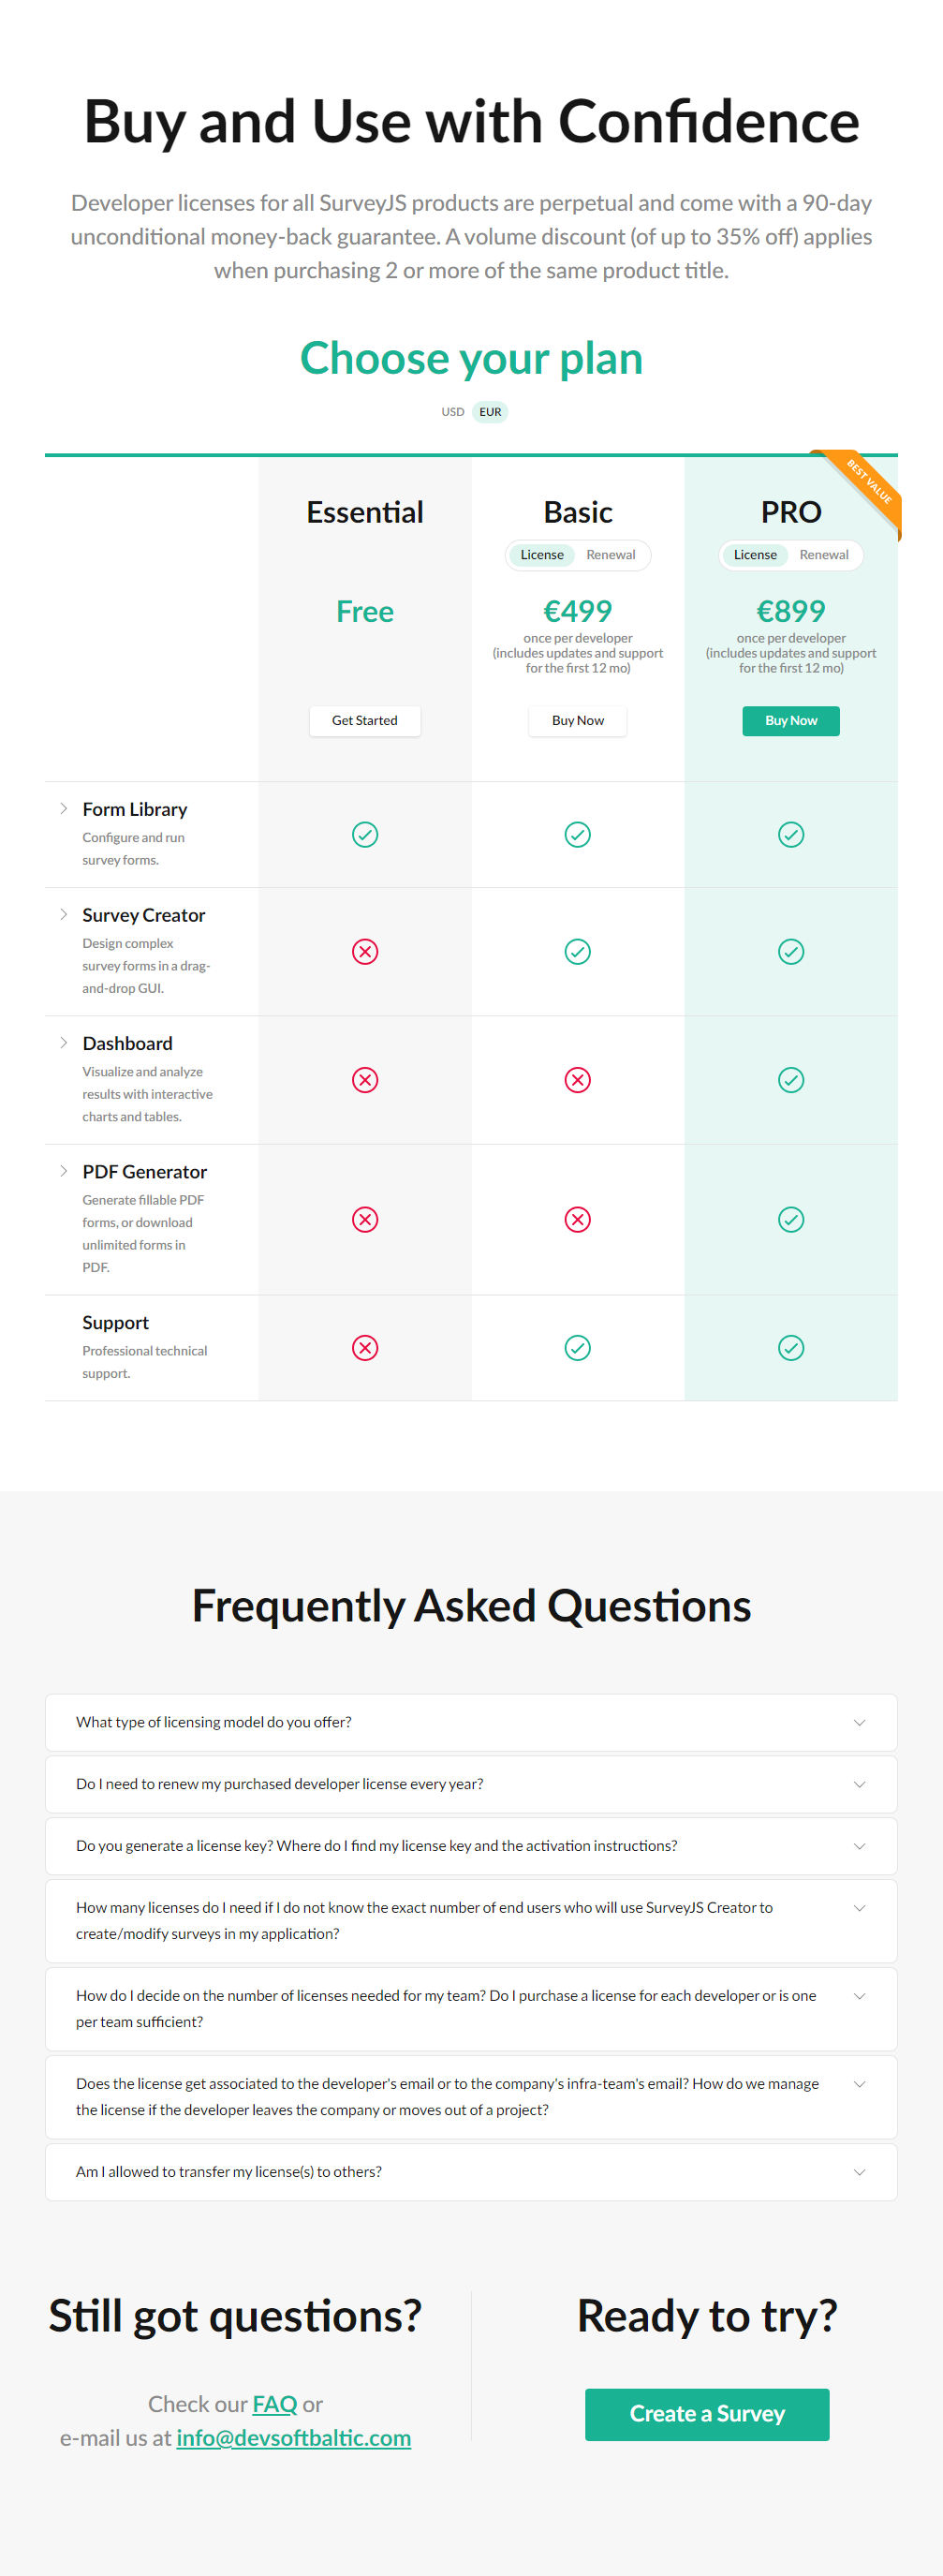 Buy and Use with Confidence
Developer licenses for all SurveyJS products are perpetual and come with a 90-day
unconditional money-back guarantee. A volume discount (of up to 35% off) applies
when purchasing 2 or more of the same product title.
Choose your plan
USD EUR
BEST VALUE
Essential
Free
Get Started
Basic
License Renewal
€499
once per developer
(includes updates and support
for the first 12 mo)
Buy Now
PRO
License Renewal
€899
once per developer
(includes updates and support
for the first 12 mo)
Buy Now
Form Library
Configure and run
survey forms.
Survey Creator
Design complex
survey forms in a drag-
and-drop GUI.
Dashboard
Visualize and analyze
results with interactive
charts and tables.
PDF Generator
Generate fillable PDF
forms, or download
unlimited forms in
PDF.
Support
Professional technical
support.
Frequently Asked Questions
What type of licensing model do you offer?
Do I need to renew my purchased developer license every year?
Do you generate a license key? Where do I find my license key and the activation instructions?
How many licenses do I need if I do not know the exact number of end users who will use SurveyJS Creator to
create/modify surveys in my application?
How do I decide on the number of licenses needed for my team? Do I purchase a license for each developer or is one
per team sufficient?
Does the license get associated to the developer's email or to the company's infra-team's email? How do we manage
the license if the developer leaves the company or moves out of a project?
Am I allowed to transfer my license(s) to others?
Still got questions?
Check our FAQ or
e-mail us at info@devsoftbaltic.com
Ready to try?
Create a Survey